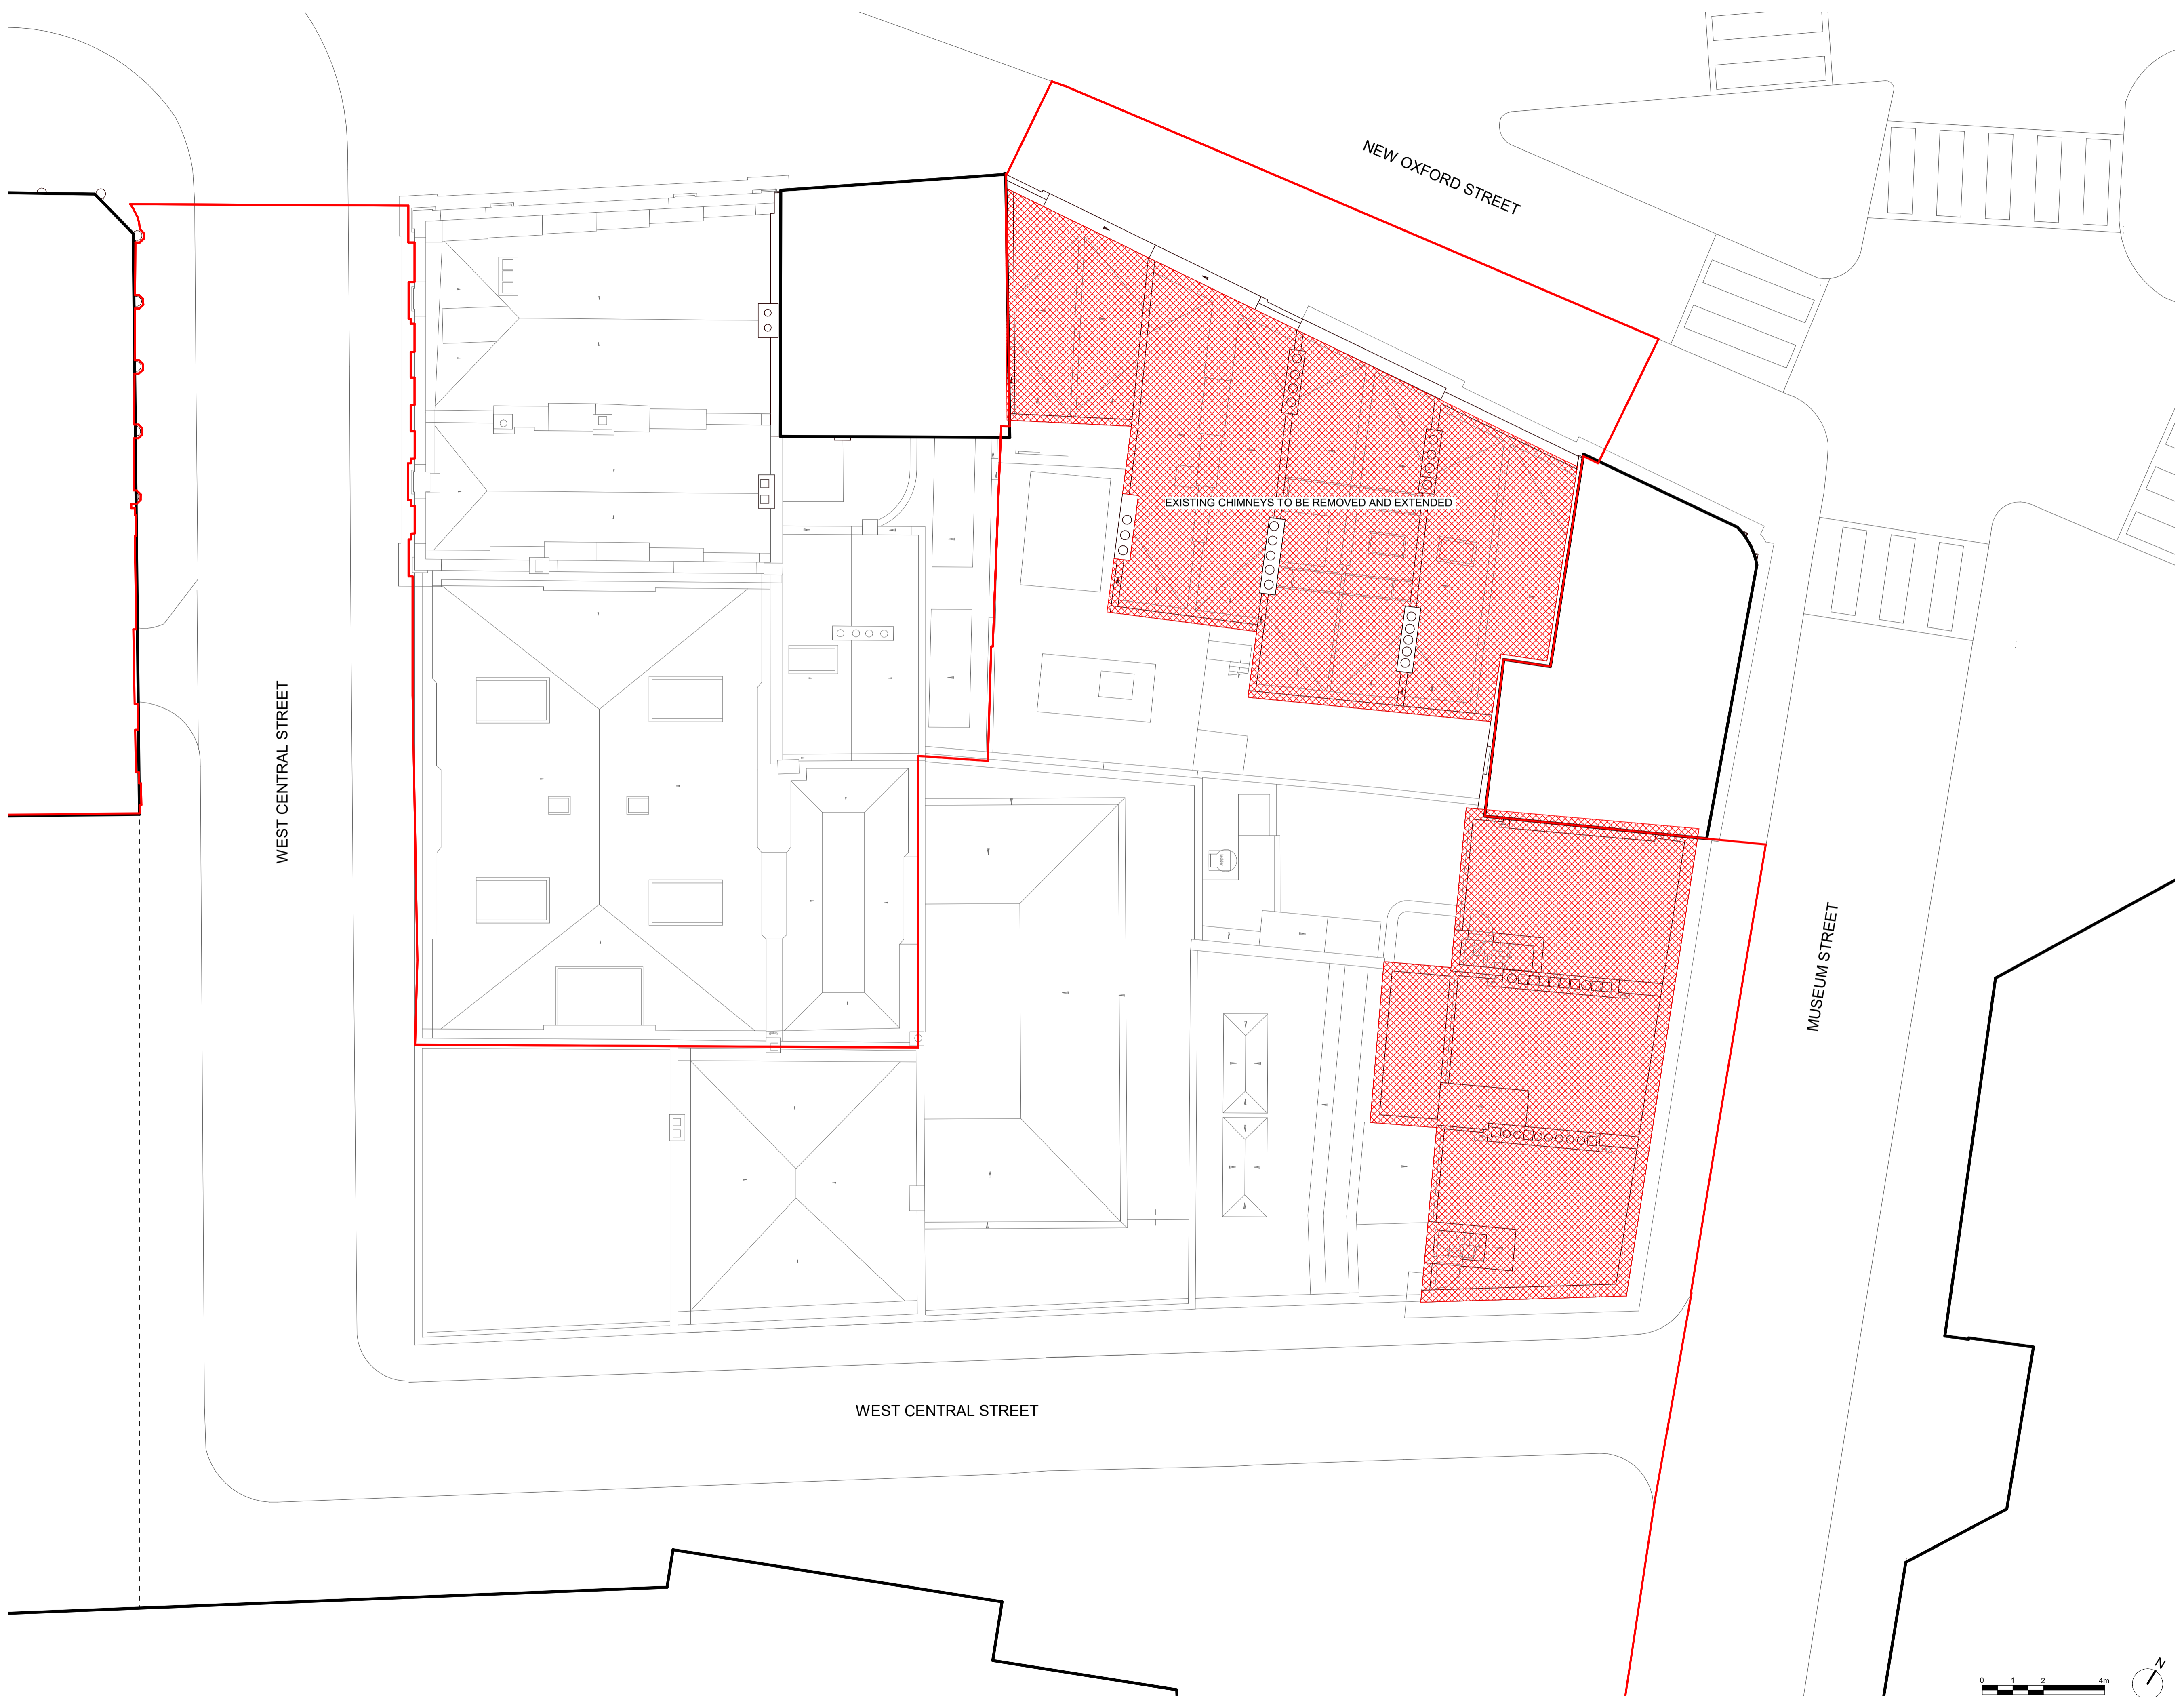 NEW OXFORD STREET
EXISTING CHIMNEYS TO BE REMOVED AND EXTENDED
WEST CENTRAL STREET
MUSEUM STREET
WEST CENTRAL STREET
0 1 2 4m
N